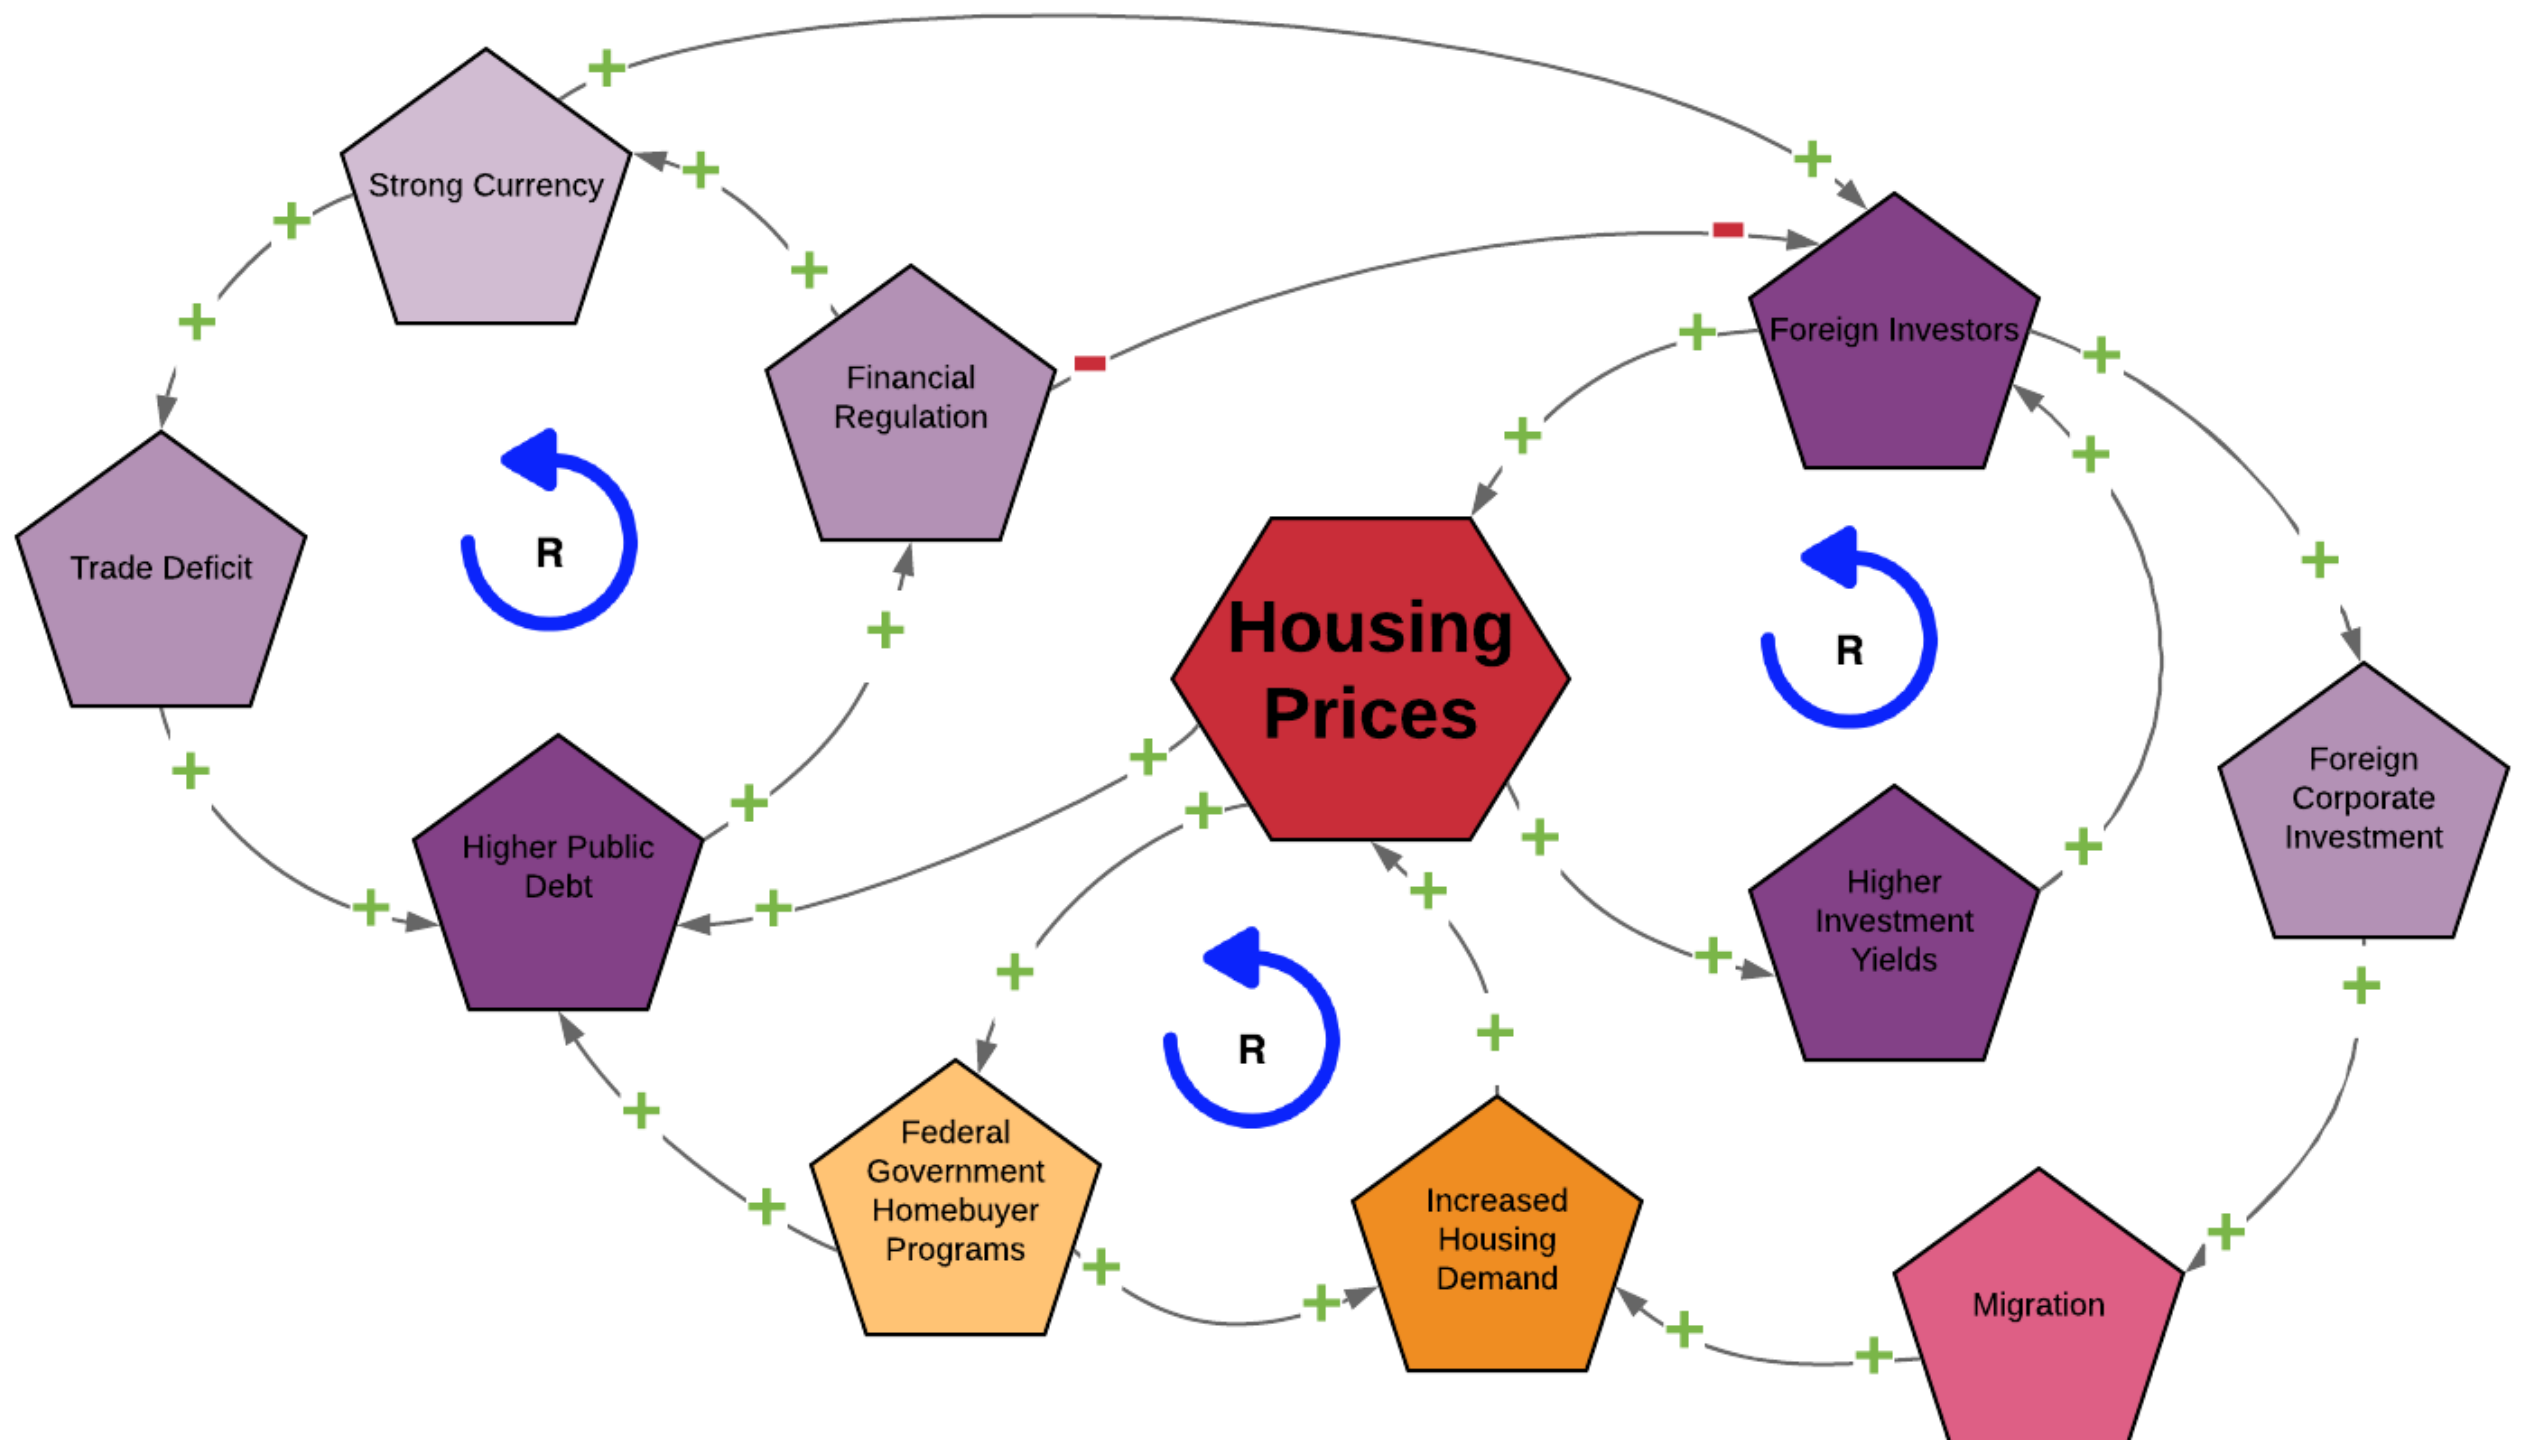 Strong Currency
Foreign Investors
Financial
Regulation
Trade Deficit
R
Housing
Prices
R
Foreign
Corporate
Investment
Higher Public
Debt
Higher
Investment
Yields
R
Federal
Government
Homebuyer
Programs
Increased
Housing
Demand
Migration